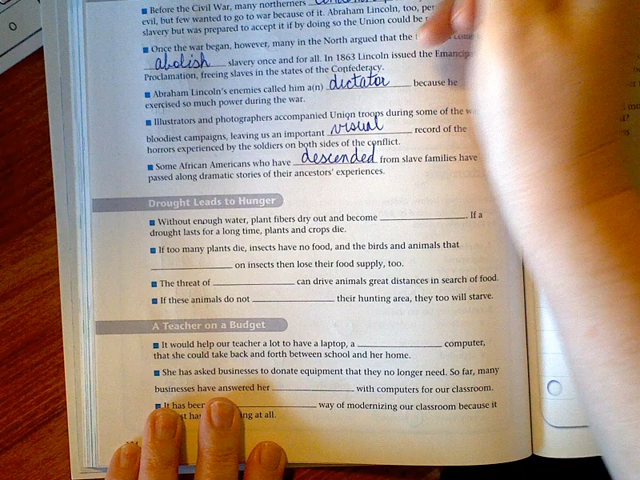 ■ Before the Civil War, many northerners
evil, but few wanted to go to war because of it. Abraham Lincoln, too, per
slavery but was prepared to accept it if by doing so the Union could be
■ Once the war began, however, many in the North argued that the
abolish slavery once and for all. In 1863 Lincoln issued the Emancip
Proclamation, freeing slaves in the states of the Confederacy.
■ Abraham Lincoln's enemies called him a(n) dictator because he
exercised so much power during the war.
■ Illustrators and photographers accompanied Union troops during some of the wa
bloodiest campaigns, leaving us an important visual record of the
horrors experienced by the soldiers on both sides of the conflict.
■ Some African Americans who have descended from slave families have
passed along dramatic stories of their ancestors' experiences.
Drought Leads to Hunger
■ Without enough water, plant fibers dry out and become ____________. If a
drought lasts for a long time, plants and crops die.
■ If too many plants die, insects have no food, and the birds and animals that
____________ on insects then lose their food supply, too.
■ The threat of ____________ can drive animals great distances in search of food.
■ If these animals do not ____________ their hunting area, they too will starve.
A Teacher on a Budget
■ It would help our teacher a lot to have a laptop, a ____________ computer,
that she could take back and forth between school and her home.
■ She has asked businesses to donate equipment that they no longer need. So far, many
businesses have answered her ____________ with computers for our classroom.
■ It has been ____________ way of modernizing our classroom because it
ng at all.